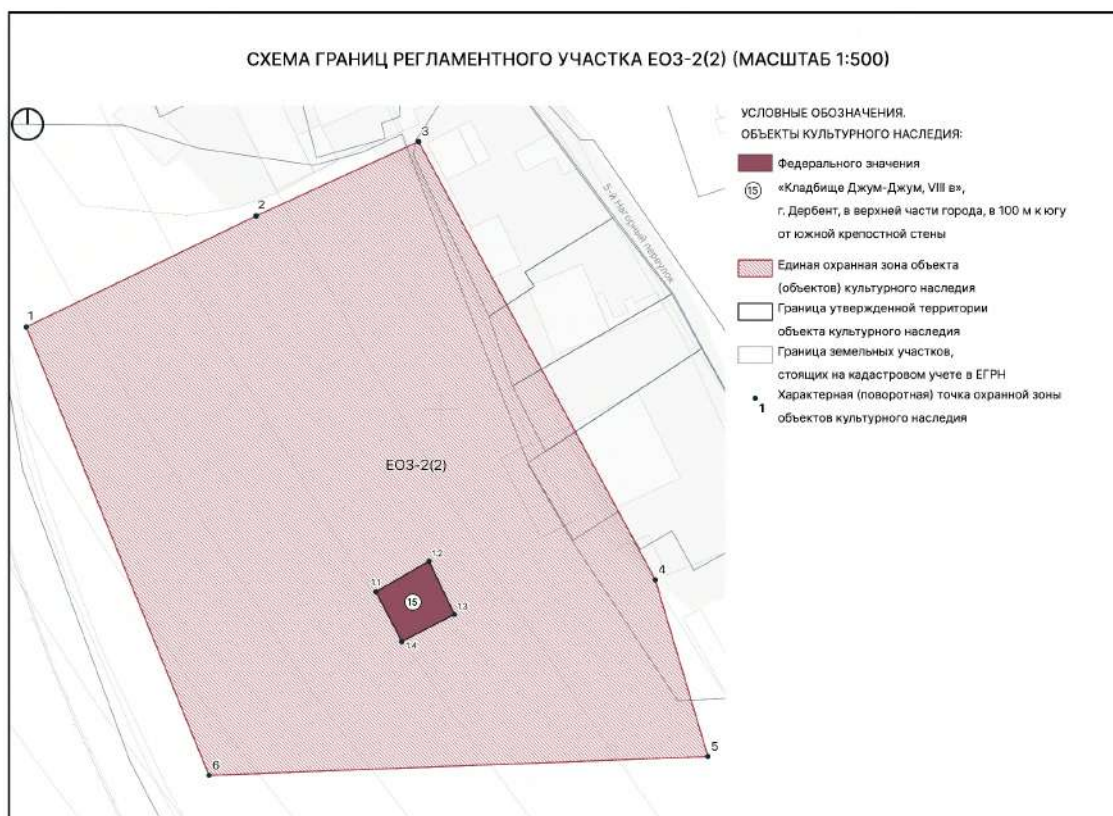 СХЕМА ГРАНИЦ РЕГЛАМЕНТНОГО УЧАСТКА ЕОЗ-2(2) (МАСШТАБ 1:500)
УСЛОВНЫЕ ОБОЗНАЧЕНИЯ.
ОБЪЕКТЫ КУЛЬТУРНОГО НАСЛЕДИЯ:
Федерального значения
15
«Кладбище Джум-Джум, VIII в»,
г. Дербент, в верхней части города, в 100 м к югу
от южной крепостной стены
Единая охранная зона объекта
(объектов) культурного наследия
Граница утвержденной территории
объекта культурного наследия
Граница земельных участков,
стоящих на кадастровом учете в ЕГРН
Характерная (поворотная) точка охранной зоны
1
объектов культурного наследия
3
2
5-й Нагорный переулок
1
ЕОЗ-2(2)
12
4
11
15
13
14
5
6